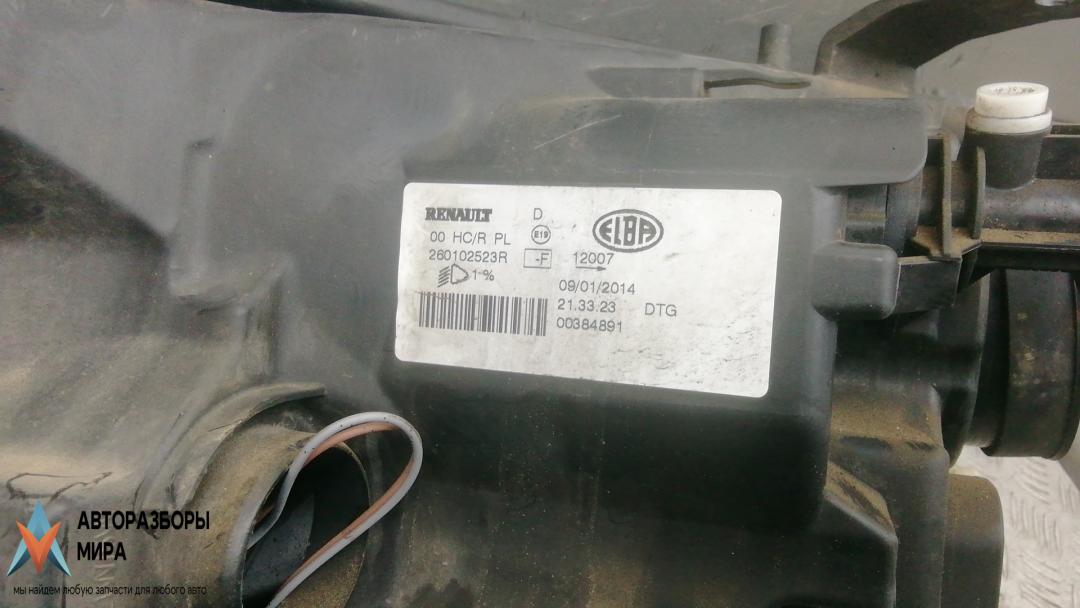 RENAULT D ELBA
00 HC/R PL E19
260102523R -F 12007
1% 
09/01/2014
21.33.23 DTG
00384891
АВТОРАЗБОРЫ
МИРА
мы найдем любую запчасти для любого авто